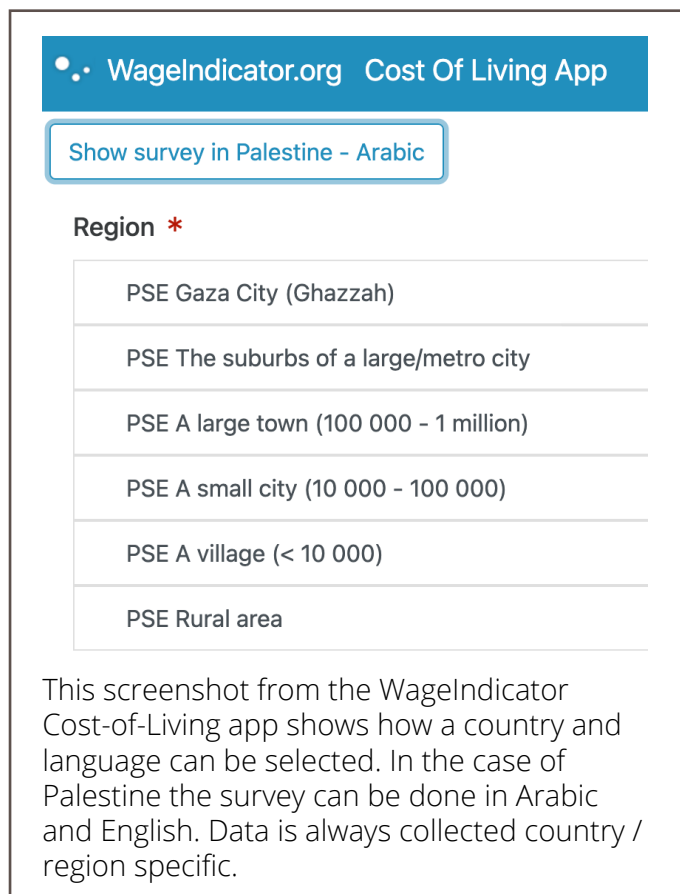 WageIndicator.org Cost Of Living App
Show survey in Palestine - Arabic
Region *
PSE Gaza City (Ghazzah)
PSE The suburbs of a large/metro city
PSE A large town (100 000 - 1 million)
PSE A small city (10 000 - 100 000)
PSE A village (< 10 000)
PSE Rural area
This screenshot from the WageIndicator
Cost-of-Living app shows how a country and
language can be selected. In the case of
Palestine the survey can be done in Arabic
and English. Data is always collected country /
region specific.